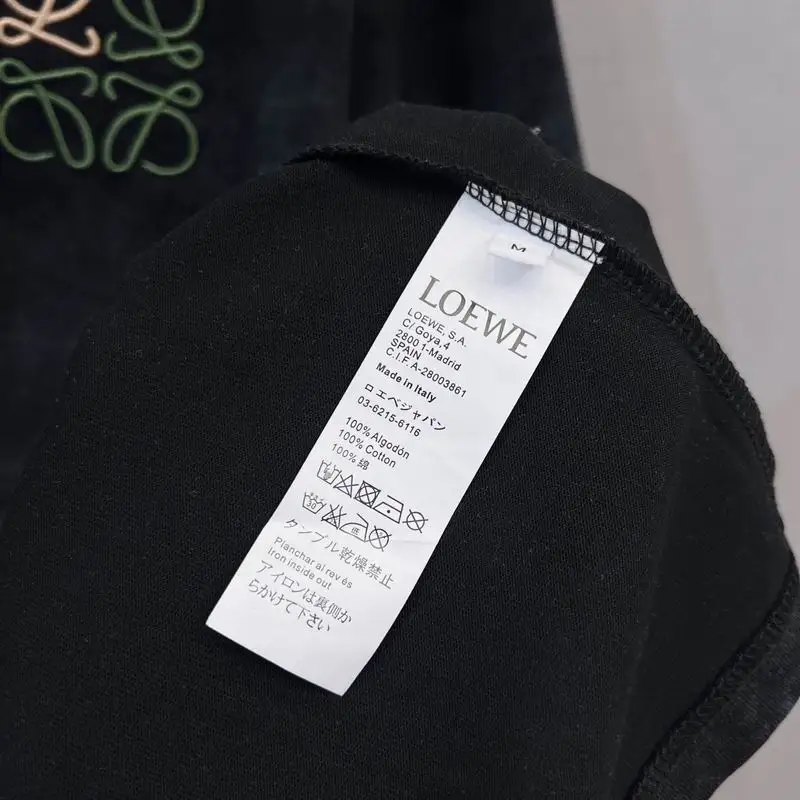 M
LOEWE
LOEWE, S.A.
C/Goya,4
28001-Madrid
SPAIN
C.I.F.A-28003861
Made in Italy
ロエベジャパン
03-6215-6116
100% Algodón
100% Cotton
100% 綿
30
低
タンブル乾燥禁止
Planchar al revés
Iron inside out
アイロンは裏側か
らかけて下さい